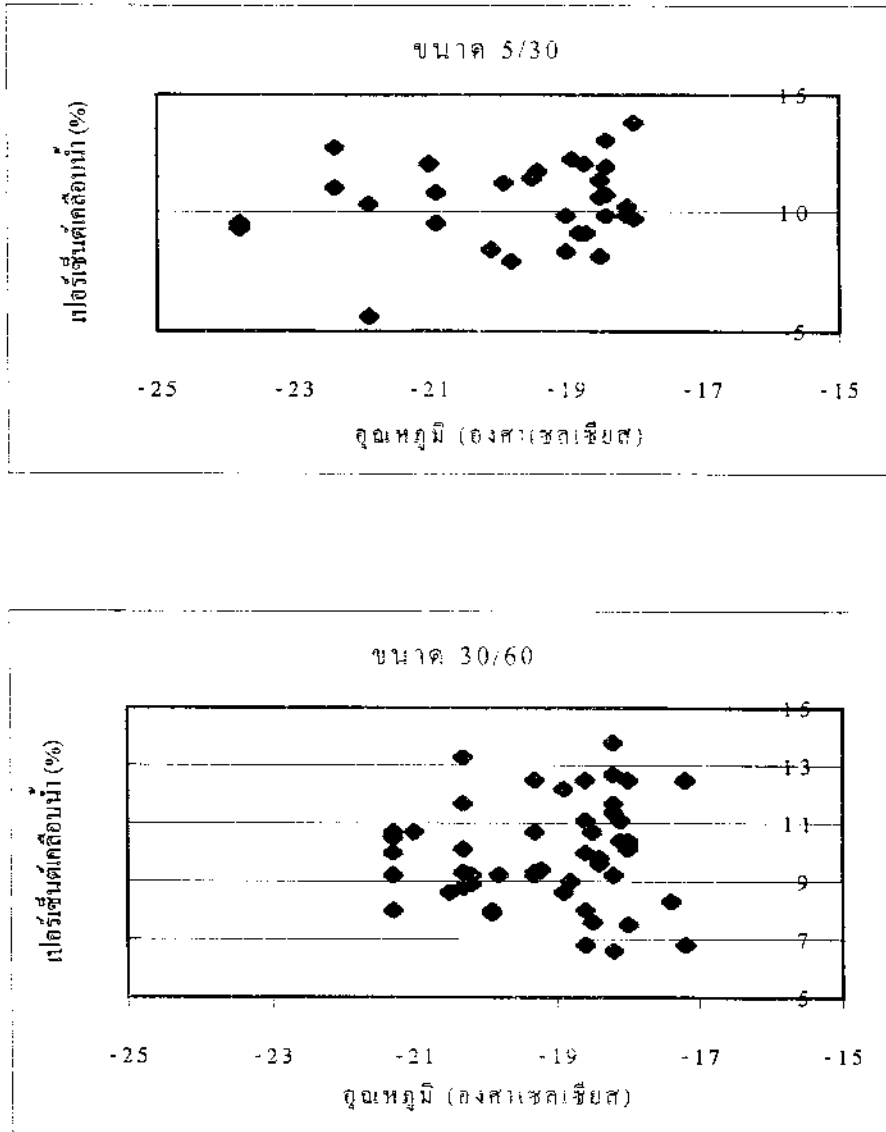 ขนาด 5/30
เปอร์เซ็นต์เคลือบน้ำ (%)
15
10
5
-25 -23 -21 -19 -17 -15
อุณหภูมิ (องศาเซลเซียส)
ขนาด 30/60
เปอร์เซ็นต์เคลือบน้ำ (%)
15
13
11
9
7
5
-25 -23 -21 -19 -17 -15
อุณหภูมิ (องศาเซลเซียส)